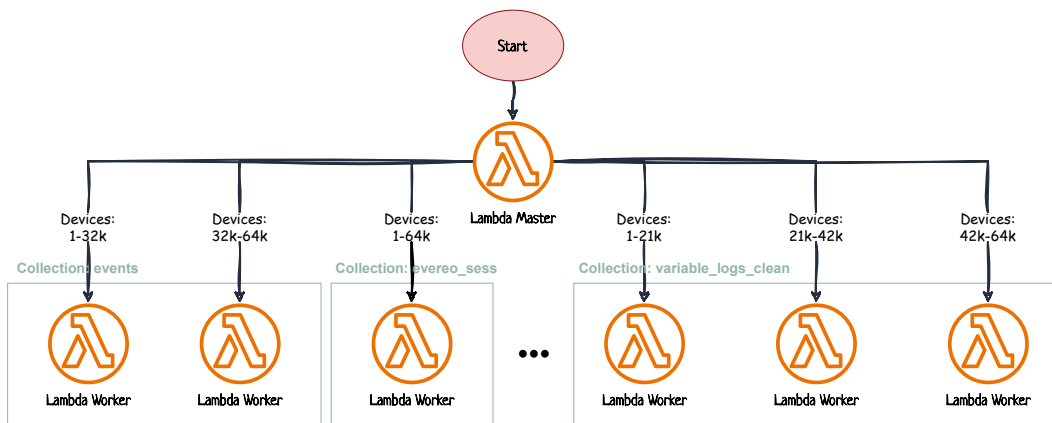 Start
Lambda Master
Devices:
1-32k
Devices:
32k-64k
Devices:
1-64k
Devices:
1-21k
Devices:
21k-42k
Devices:
42k-64k
Collection: events
Collection: evereo_sess
Collection: variable_logs_clean
Lambda Worker
Lambda Worker
Lambda Worker
•••
Lambda Worker
Lambda Worker
Lambda Worker